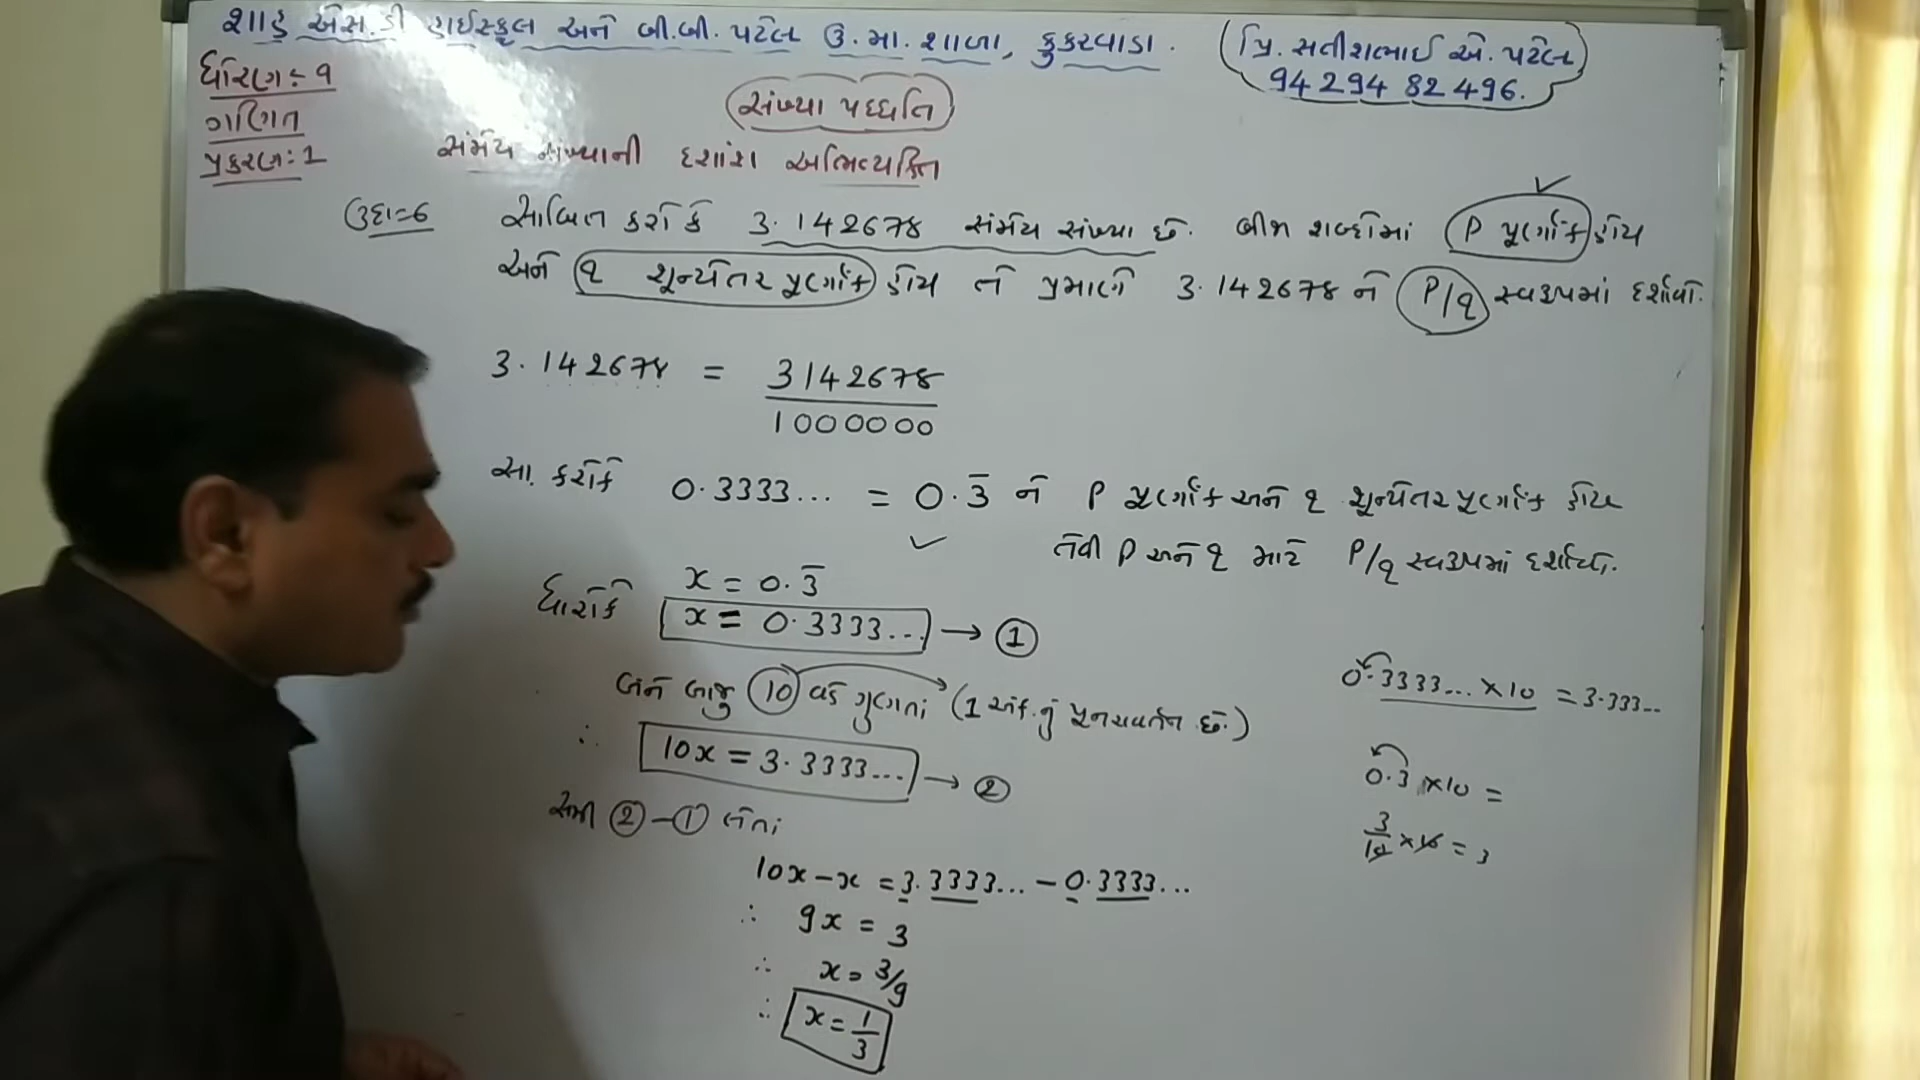 શાહ એસ.ડી હાઈસ્કૂલ અને બી.બી. પટેલ ઉ.મા. શાળા, કુકરવાડા.
પ્રિ. સતીશભાઈ એ. પટેલ
94294 82496.
ધોરણ:- ૧
ગણિત
પ્રકરણ: 1
સંખ્યા પધ્ધતિ
સંમેય સંખ્યાની દશાંશ અભિવ્યક્તિ
ઉદા=6 સાબિત કરો કે 3.142678 સંમેય સંખ્યા છે. બીજા શબ્દોમાં P પૂર્ણાંક હોય
અને q શૂન્યેતર પૂર્ણાંક હોય તે પ્રમાણે 3.142678 ને P/q સ્વરૂપમાં દર્શાવો.
3.142678 = 3142678/1000000
સા. કરોકે 0.3333... = 0.3̅ ને P પૂર્ણાંક અને q શૂન્યેતર પૂર્ણાંક હોય
તેવી P અને q માટે P/q સ્વરૂપમાં દર્શાવો.
ધારોકે x = 0.3̅
x = 0.3333... → ①
બંને બાજુ 10 વડે ગુણતાં (1 અંકનું પુનરાવર્તન છે.)
∴ 10x = 3.3333... → ②
સમી ② – ① લેતાં
10x – x = 3.3333... – 0.3333...
∴ 9x = 3
∴ x = 3/9
∴ x = 1/3
0.3333... × 10 = 3.333...
0.3 × 10 =
3/10 × 10 = 3